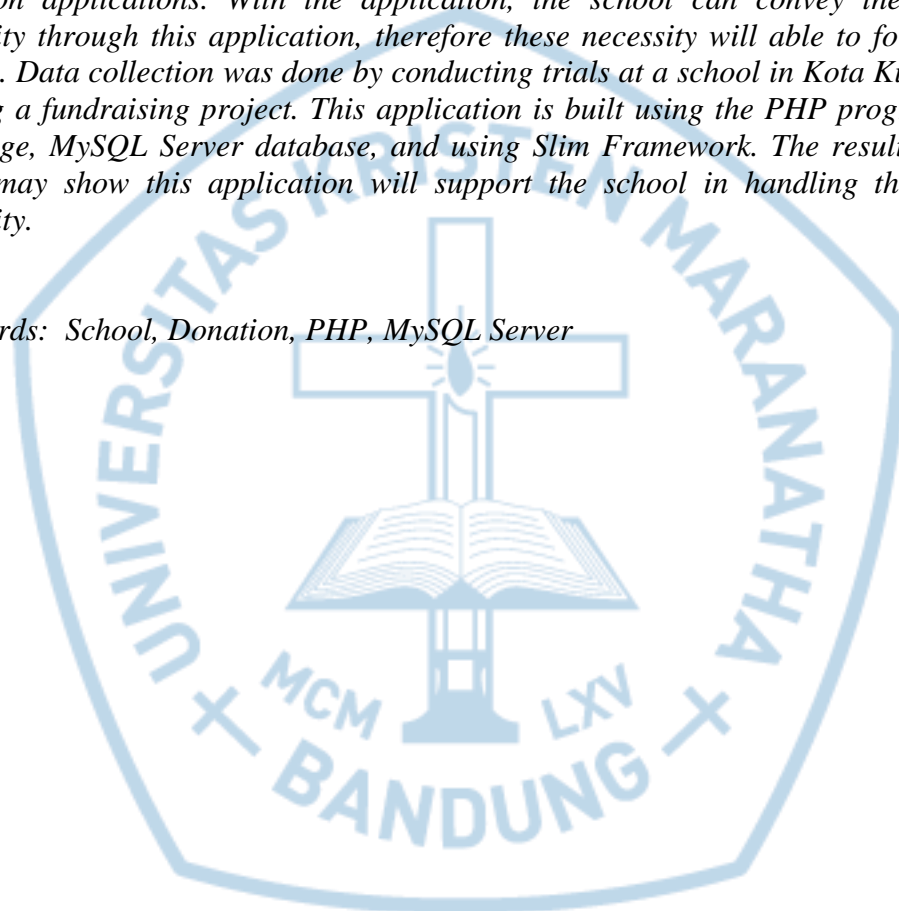 on applications. With the application, the school can convey the
ity through this application, therefore these necessity will able to fo
. Data collection was done by conducting trials at a school in Kota Ki
g a fundraising project. This application is built using the PHP prog
ge, MySQL Server database, and using Slim Framework. The result
may show this application will support the school in handling th
ity.
rds: School, Donation, PHP, MySQL Server
UNIVERSITAS KRISTEN MARANATHA
MCM LXV
BANDUNG